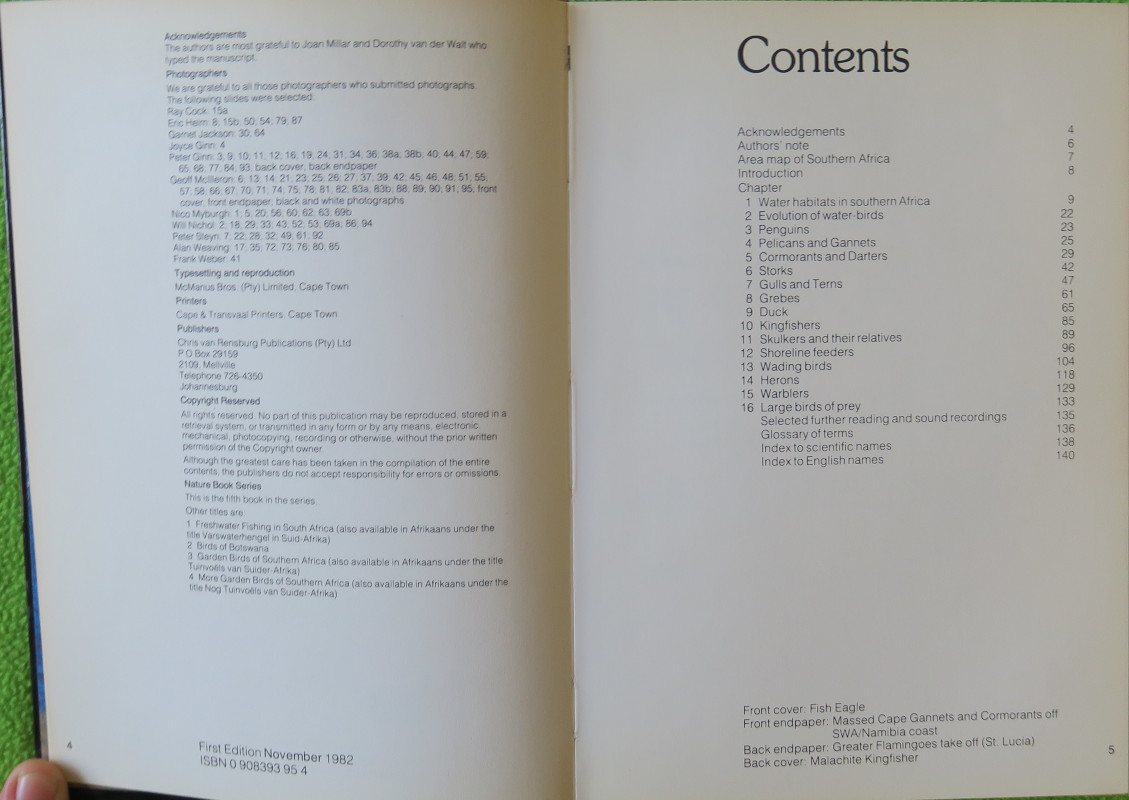 Acknowledgements
The authors are most grateful to Joan Millar and Dorothy van der Walt who
typed the manuscript.
Photographers
We are grateful to all those photographers who submitted photographs.
The following slides were selected:
Ray Cock: 15a
Eric Helm: 8, 15b, 50, 54, 79, 87
Garnet Jackson: 30, 64
Joyce Ginn: 4
Peter Ginn: 3, 9, 10, 11, 12, 16, 19, 24, 31, 34, 36, 38a, 38b, 40, 44, 47, 59,
65, 68, 77, 84, 93, back cover, back endpaper
Geoff McIlleron: 6, 13, 14, 21, 23, 25, 26, 27, 37, 39, 42, 45, 46, 48, 51, 55,
57, 58, 66, 67, 70, 71, 74, 75, 78, 81, 82, 83a, 83b, 88, 89, 90, 91, 95, front
cover, front endpaper, black and white photographs
Nico Myburgh: 1, 5, 20, 56, 60, 62, 63, 69b
Will Nichol: 2, 18, 29, 33, 43, 52, 53, 69a, 86, 94
Peter Steyn: 7, 22, 28, 32, 49, 61, 92
Alan Weaving: 17, 35, 72, 73, 76, 80, 85
Frank Weber: 41
Typesetting and reproduction
McManus Bros. (Pty) Limited, Cape Town
Printers
Cape & Transvaal Printers, Cape Town
Publishers
Chris van Rensburg Publications (Pty) Ltd
P O Box 29159
2109, Mellville
Telephone 726-4350
Johannesburg
Copyright Reserved
All rights reserved. No part of this publication may be reproduced, stored in a
retrieval system, or transmitted in any form or by any means, electronic,
mechanical, photocopying, recording or otherwise, without the prior written
permission of the Copyright owner.
Although the greatest care has been taken in the compilation of the entire
contents, the publishers do not accept responsibility for errors or omissions.
Nature Book Series
This is the fifth book in the series.
Other titles are:
1 Freshwater Fishing in South Africa (also available in Afrikaans under the
title Varswaterhengel in Suid-Afrika)
2 Birds of Botswana
3 Garden Birds of Southern Africa (also available in Afrikaans under the title
Tuinvoëls van Suider-Afrika)
4 More Garden Birds of Southern Africa (also available in Afrikaans under the
title Nog Tuinvoëls van Suider-Afrika)
4
First Edition November 1982
ISBN 0 908393 95 4
Contents
Acknowledgements 4
Authors' note 6
Area map of Southern Africa 7
Introduction 8
Chapter
1 Water habitats in southern Africa 9
2 Evolution of water-birds 22
3 Penguins 23
4 Pelicans and Gannets 25
5 Cormorants and Darters 29
6 Storks 42
7 Gulls and Terns 47
8 Grebes 61
9 Duck 65
10 Kingfishers 85
11 Skulkers and their relatives 89
12 Shoreline feeders 96
13 Wading birds 104
14 Herons 118
15 Warblers 129
16 Large birds of prey 133
Selected further reading and sound recordings 135
Glossary of terms 136
Index to scientific names 138
Index to English names 140
Front cover: Fish Eagle
Front endpaper: Massed Cape Gannets and Cormorants off
SWA/Namibia coast
Back endpaper: Greater Flamingoes take off (St. Lucia)
Back cover: Malachite Kingfisher
5